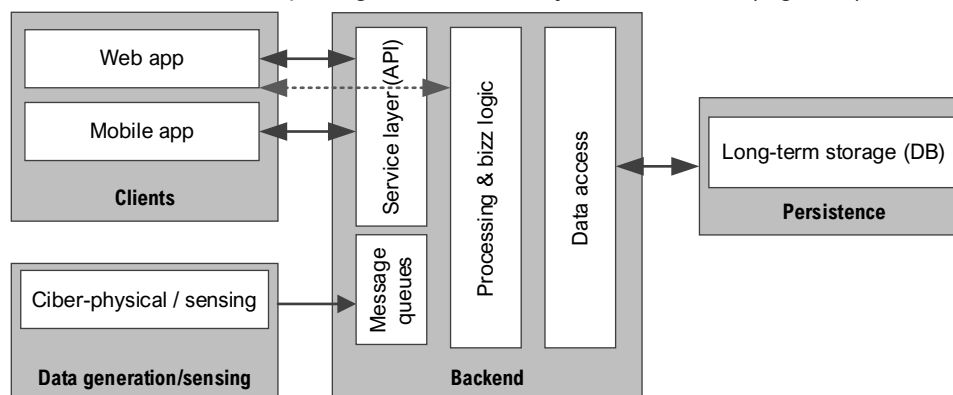 Web app
Mobile app
Clients
Ciber-physical / sensing
Data generation/sensing
Service layer (API)
Message
queues
Processing & bizz logic
Data access
Backend
Long-term storage (DB)
Persistence